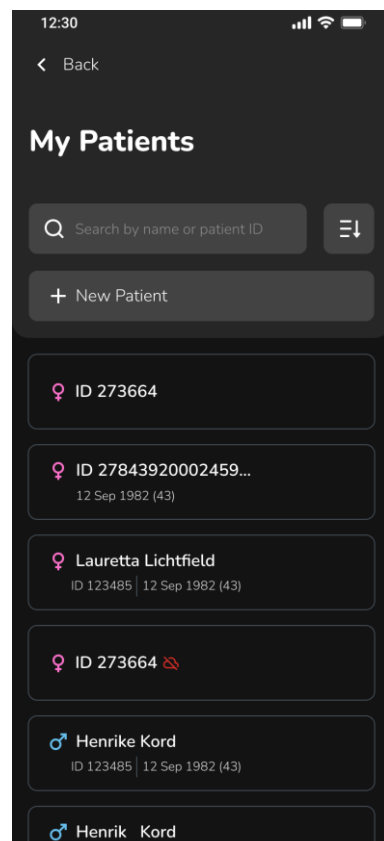 12:30
Back
My Patients
Search by name or patient ID
New Patient
ID 273664
ID 27843920002459...
12 Sep 1982 (43)
Lauretta Lichtfield
ID 123485 12 Sep 1982 (43)
ID 273664
Henrike Kord
ID 123485 12 Sep 1982 (43)
Henrik Kord